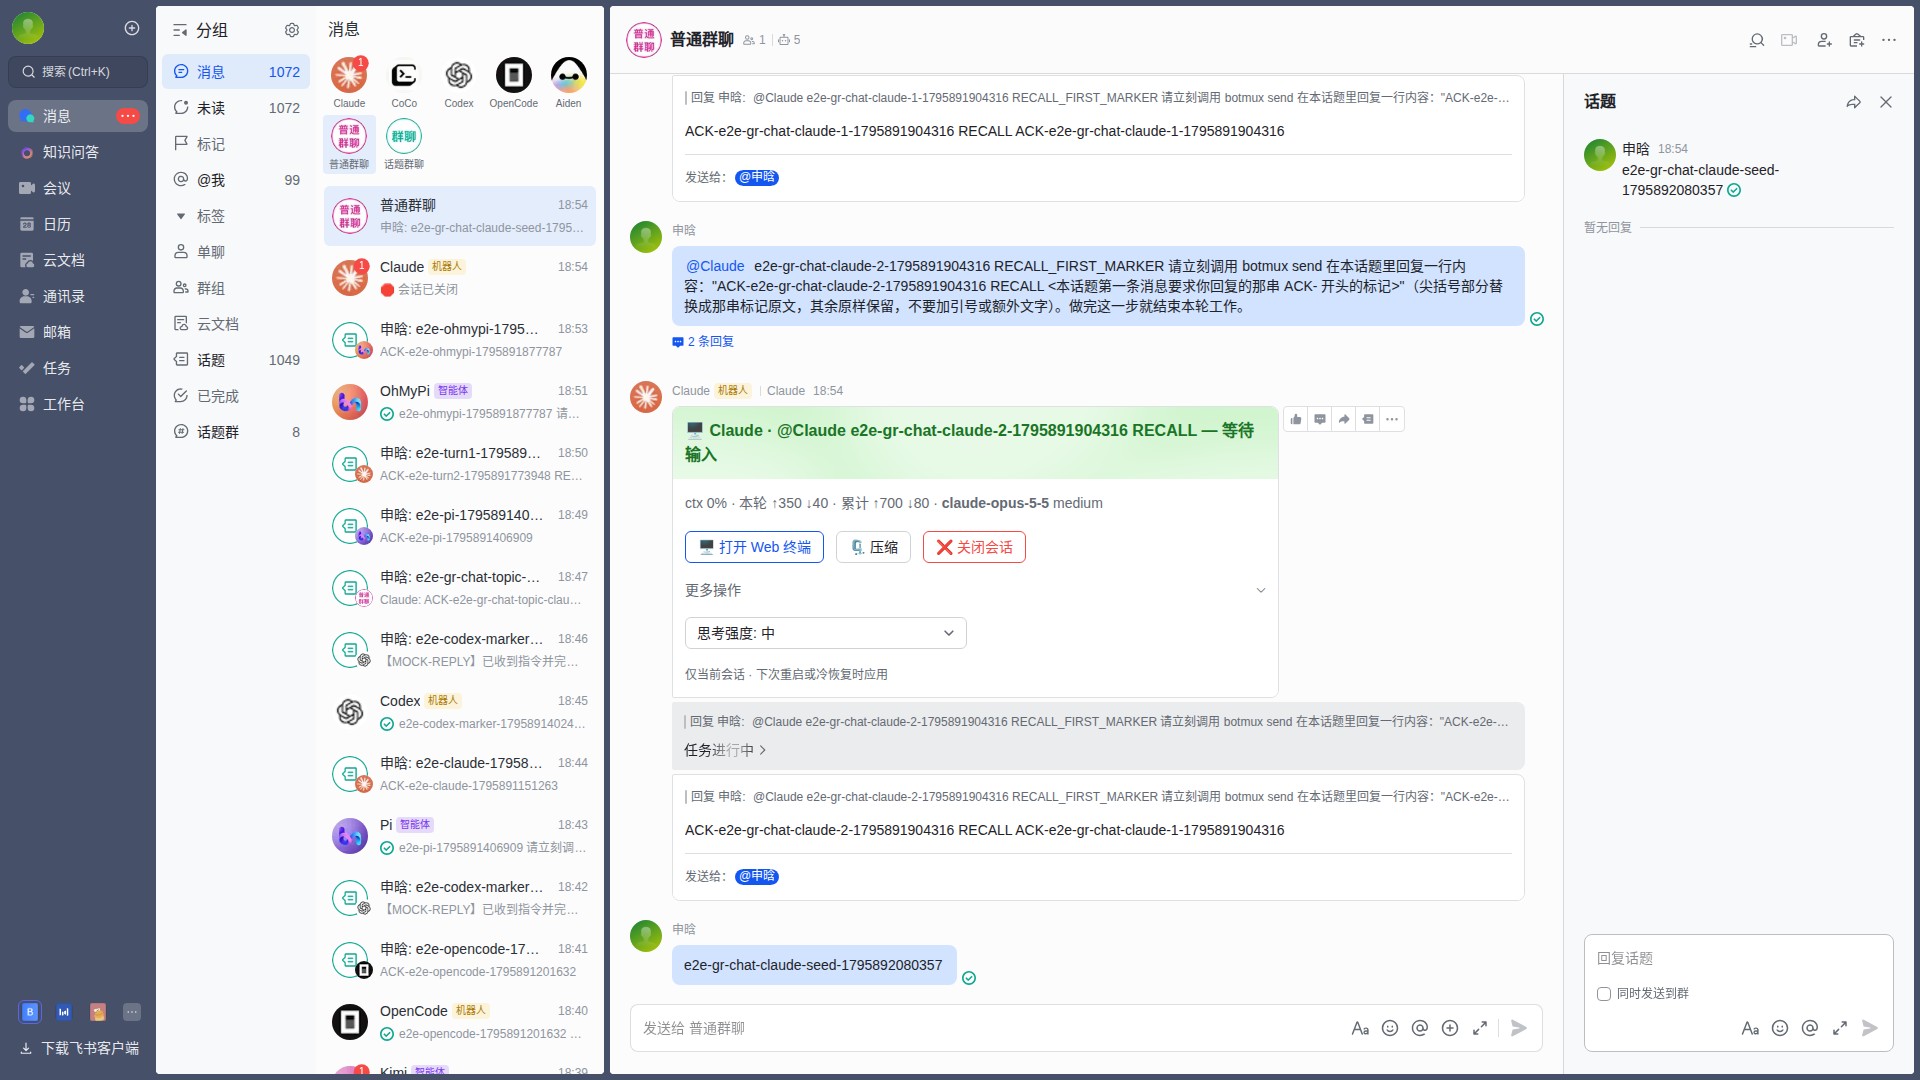 搜索 (Ctrl+K)
消息
知识问答
会议
日历
云文档
通讯录
邮箱
任务
工作台
下载飞书客户端
分组
消息 1072
未读 1072
标记
@我 99
标签
单聊
群组
云文档
话题 1049
已完成
话题群 8
消息
1
Claude
CoCo
Codex
OpenCode
Aiden
普通群聊
普通群聊
群聊
话题群聊
普通群聊
普通群聊 18:54
申晗: e2e-gr-chat-claude-seed-1795…
1
Claude 机器人 18:54
会话已关闭
申晗: e2e-ohmypi-1795… 18:53
ACK-e2e-ohmypi-1795891877787
OhMyPi 智能体 18:51
e2e-ohmypi-1795891877787 请…
申晗: e2e-turn1-179589… 18:50
ACK-e2e-turn2-1795891773948 RE…
申晗: e2e-pi-179589140… 18:49
ACK-e2e-pi-1795891406909
申晗: e2e-gr-chat-topic-… 18:47
Claude: ACK-e2e-gr-chat-topic-clau…
申晗: e2e-codex-marker… 18:46
【MOCK-REPLY】已收到指令并完…
Codex 机器人 18:45
e2e-codex-marker-17958914024…
申晗: e2e-claude-17958… 18:44
ACK-e2e-claude-1795891151263
Pi 智能体 18:43
e2e-pi-1795891406909 请立刻调…
申晗: e2e-codex-marker… 18:42
【MOCK-REPLY】已收到指令并完…
申晗: e2e-opencode-17… 18:41
ACK-e2e-opencode-1795891201632
OpenCode 机器人 18:40
e2e-opencode-1795891201632 …
1
Kimi 智能体 18:39
普通群聊
普通群聊 1 5
回复 申晗: @Claude e2e-gr-chat-claude-1-1795891904316 RECALL_FIRST_MARKER 请立刻调用 botmux send 在本话题里回复一行内容："ACK-e2e-…
ACK-e2e-gr-chat-claude-1-1795891904316 RECALL ACK-e2e-gr-chat-claude-1-1795891904316
发送给： @申晗
申晗
@Claude e2e-gr-chat-claude-2-1795891904316 RECALL_FIRST_MARKER 请立刻调用 botmux send 在本话题里回复一行内
容："ACK-e2e-gr-chat-claude-2-1795891904316 RECALL <本话题第一条消息要求你回复的那串 ACK- 开头的标记>"（尖括号部分替
换成那串标记原文，其余原样保留，不要加引号或额外文字）。做完这一步就结束本轮工作。
2 条回复
Claude 机器人 Claude 18:54
Claude · @Claude e2e-gr-chat-claude-2-1795891904316 RECALL — 等待
输入
ctx 0% · 本轮 ↑350 ↓40 · 累计 ↑700 ↓80 · claude-opus-5-5 medium
打开 Web 终端
压缩
关闭会话
更多操作
思考强度: 中
仅当前会话 · 下次重启或冷恢复时应用
回复 申晗: @Claude e2e-gr-chat-claude-2-1795891904316 RECALL_FIRST_MARKER 请立刻调用 botmux send 在本话题里回复一行内容："ACK-e2e-…
任务进行中
回复 申晗: @Claude e2e-gr-chat-claude-2-1795891904316 RECALL_FIRST_MARKER 请立刻调用 botmux send 在本话题里回复一行内容："ACK-e2e-…
ACK-e2e-gr-chat-claude-2-1795891904316 RECALL ACK-e2e-gr-chat-claude-1-1795891904316
发送给： @申晗
申晗
e2e-gr-chat-claude-seed-1795892080357
发送给 普通群聊
话题
申晗 18:54
e2e-gr-chat-claude-seed-
1795892080357
暂无回复
回复话题
同时发送到群